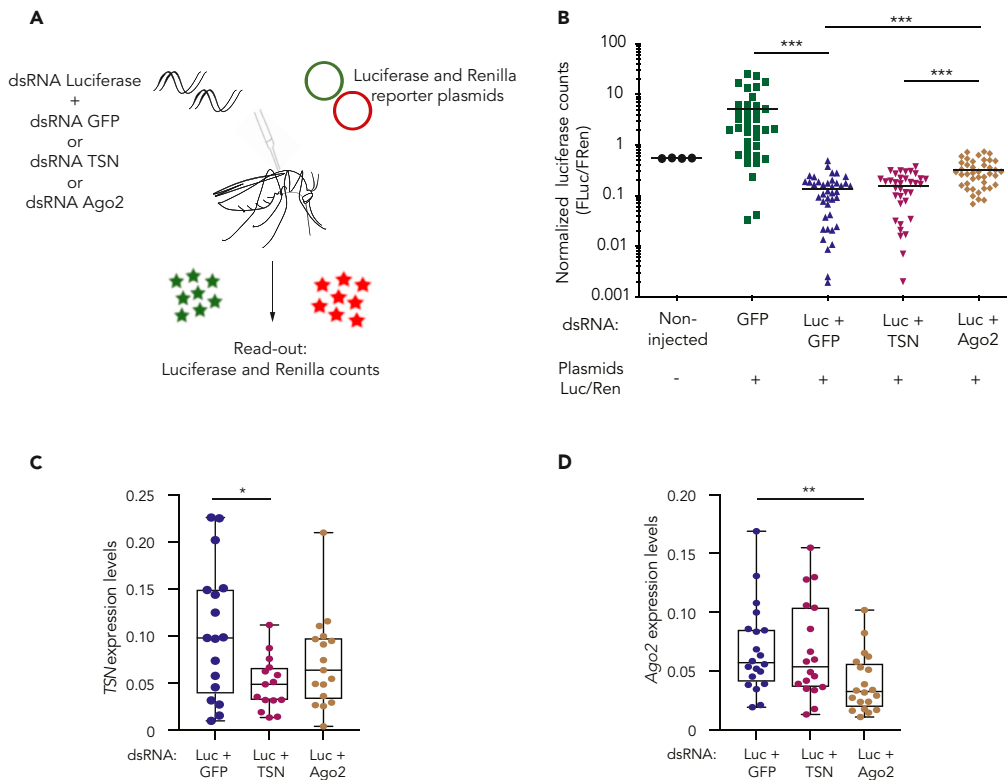 A
dsRNA Luciferase
+
dsRNA GFP
or
dsRNA TSN
or
dsRNA Ago2
Luciferase and Renilla
reporter plasmids
Read-out:
Luciferase and Renilla counts
B
Normalized luciferase counts
(FLuc/FRen)
100
10
1
0.1
0.01
0.001
***
***
***
dsRNA:
Non-
injected
GFP
Luc +
GFP
Luc +
TSN
Luc +
Ago2
Plasmids
Luc/Ren
-
+
+
+
+
C
TSN expression levels
0.25
0.20
0.15
0.10
0.05
0
*
dsRNA:
Luc +
GFP
Luc +
TSN
Luc +
Ago2
D
Ago2 expression levels
0.20
0.15
0.10
0.05
0
**
dsRNA:
Luc +
GFP
Luc +
TSN
Luc +
Ago2